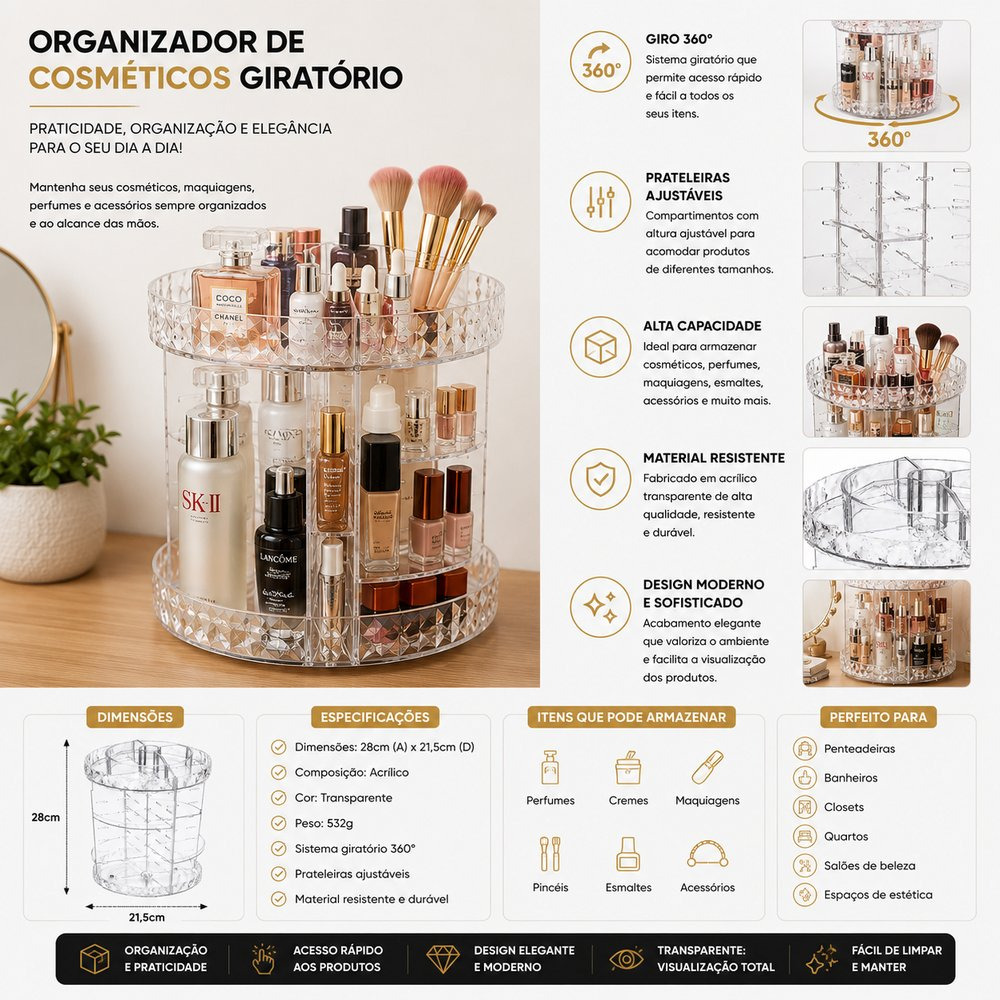 ORGANIZADOR DE
COSMÉTICOS GIRATÓRIO
PRATICIDADE, ORGANIZAÇÃO E ELEGÂNCIA
PARA O SEU DIA A DIA!
Mantenha seus cosméticos, maquiagens,
perfumes e acessórios sempre organizados
e ao alcance das mãos.
COCO
CHANEL
SK-II
LANCÔME
360°
GIRO 360°
Sistema giratório que
permite acesso rápido
e fácil a todos os
seus itens.
SK-II
360°
PRATELEIRAS
AJUSTÁVEIS
Compartimentos com
altura ajustável para
acomodar produtos
de diferentes tamanhos.
ALTA CAPACIDADE
Ideal para armazenar
cosméticos, perfumes,
maquiagens, esmaltes,
acessórios e muito mais.
MATERIAL RESISTENTE
Fabricado em acrílico
transparente de alta
qualidade, resistente
e durável.
DESIGN MODERNO
E SOFISTICADO
Acabamento elegante
que valoriza o ambiente
e facilita a visualização
dos produtos.
DIMENSÕES
28cm
21,5cm
ESPECIFICAÇÕES
Dimensões: 28cm (A) x 21,5cm (D)
Composição: Acrílico
Cor: Transparente
Peso: 532g
Sistema giratório 360°
Prateleiras ajustáveis
Material resistente e durável
ITENS QUE PODE ARMAZENAR
Perfumes
Cremes
Maquiagens
Pincéis
Esmaltes
Acessórios
PERFEITO PARA
Penteadeiras
Banheiros
Closets
Quartos
Salões de beleza
Espaços de estética
ORGANIZAÇÃO
E PRATICIDADE
ACESSO RÁPIDO
AOS PRODUTOS
DESIGN ELEGANTE
E MODERNO
TRANSPARENTE:
VISUALIZAÇÃO TOTAL
FÁCIL DE LIMPAR
E MANTER